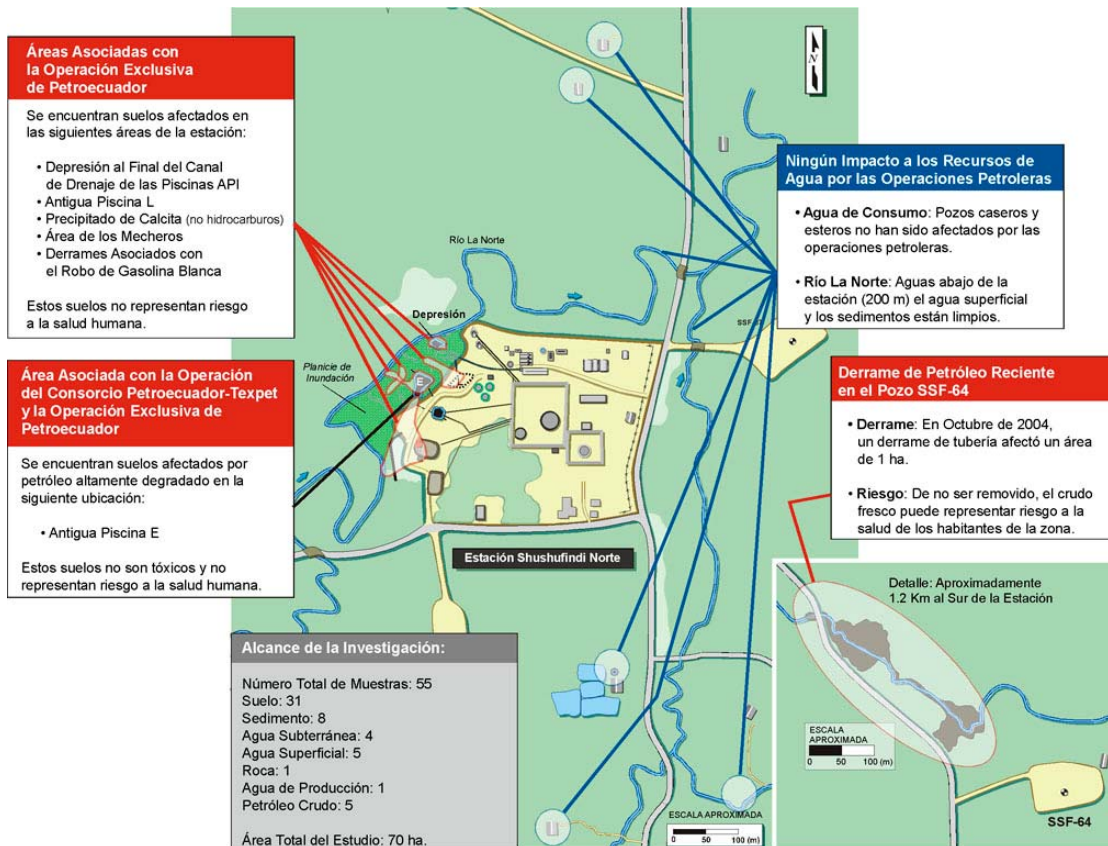 Áreas Asociadas con
la Operación Exclusiva
de Petroecuador
Se encuentran suelos afectados en
las siguientes áreas de la estación:
• Depresión al Final del Canal
de Drenaje de las Piscinas API
• Antigua Piscina L
• Precipitado de Calcita (no hidrocarburos)
• Área de los Mecheros
• Derrames Asociados con
el Robo de Gasolina Blanca
Estos suelos no representan riesgo
a la salud humana.
Área Asociada con la Operación
del Consorcio Petroecuador-Texpet
y la Operación Exclusiva de
Petroecuador
Se encuentran suelos afectados por
petróleo altamente degradado en la
siguiente ubicación:
• Antigua Piscina E
Estos suelos no son tóxicos y no
representan riesgo a la salud humana.
N
Río La Norte
Depresión
Planicie de
Inundación
E
Estación Shushufindi Norte
Ningún Impacto a los Recursos de
Agua por las Operaciones Petroleras
• Agua de Consumo: Pozos caseros y
esteros no han sido afectados por las
operaciones petroleras.
• Río La Norte: Aguas abajo de la
estación (200 m) el agua superficial
y los sedimentos están limpios.
Derrame de Petróleo Reciente
en el Pozo SSF-64
• Derrame: En Octubre de 2004,
un derrame de tubería afectó un área
de 1 ha.
• Riesgo: De no ser removido, el crudo
fresco puede representar riesgo a la
salud de los habitantes de la zona.
Detalle: Aproximadamente
1.2 Km al Sur de la Estación
ESCALA
APROXIMADA
0 50 100 (m)
SSF-64
Alcance de la Investigación:
Número Total de Muestras: 55
Suelo: 31
Sedimento: 8
Agua Subterránea: 4
Agua Superficial: 5
Roca: 1
Agua de Producción: 1
Petróleo Crudo: 5
Área Total del Estudio: 70 ha.
ESCALA APROXIMADA
0 50 100 (m)